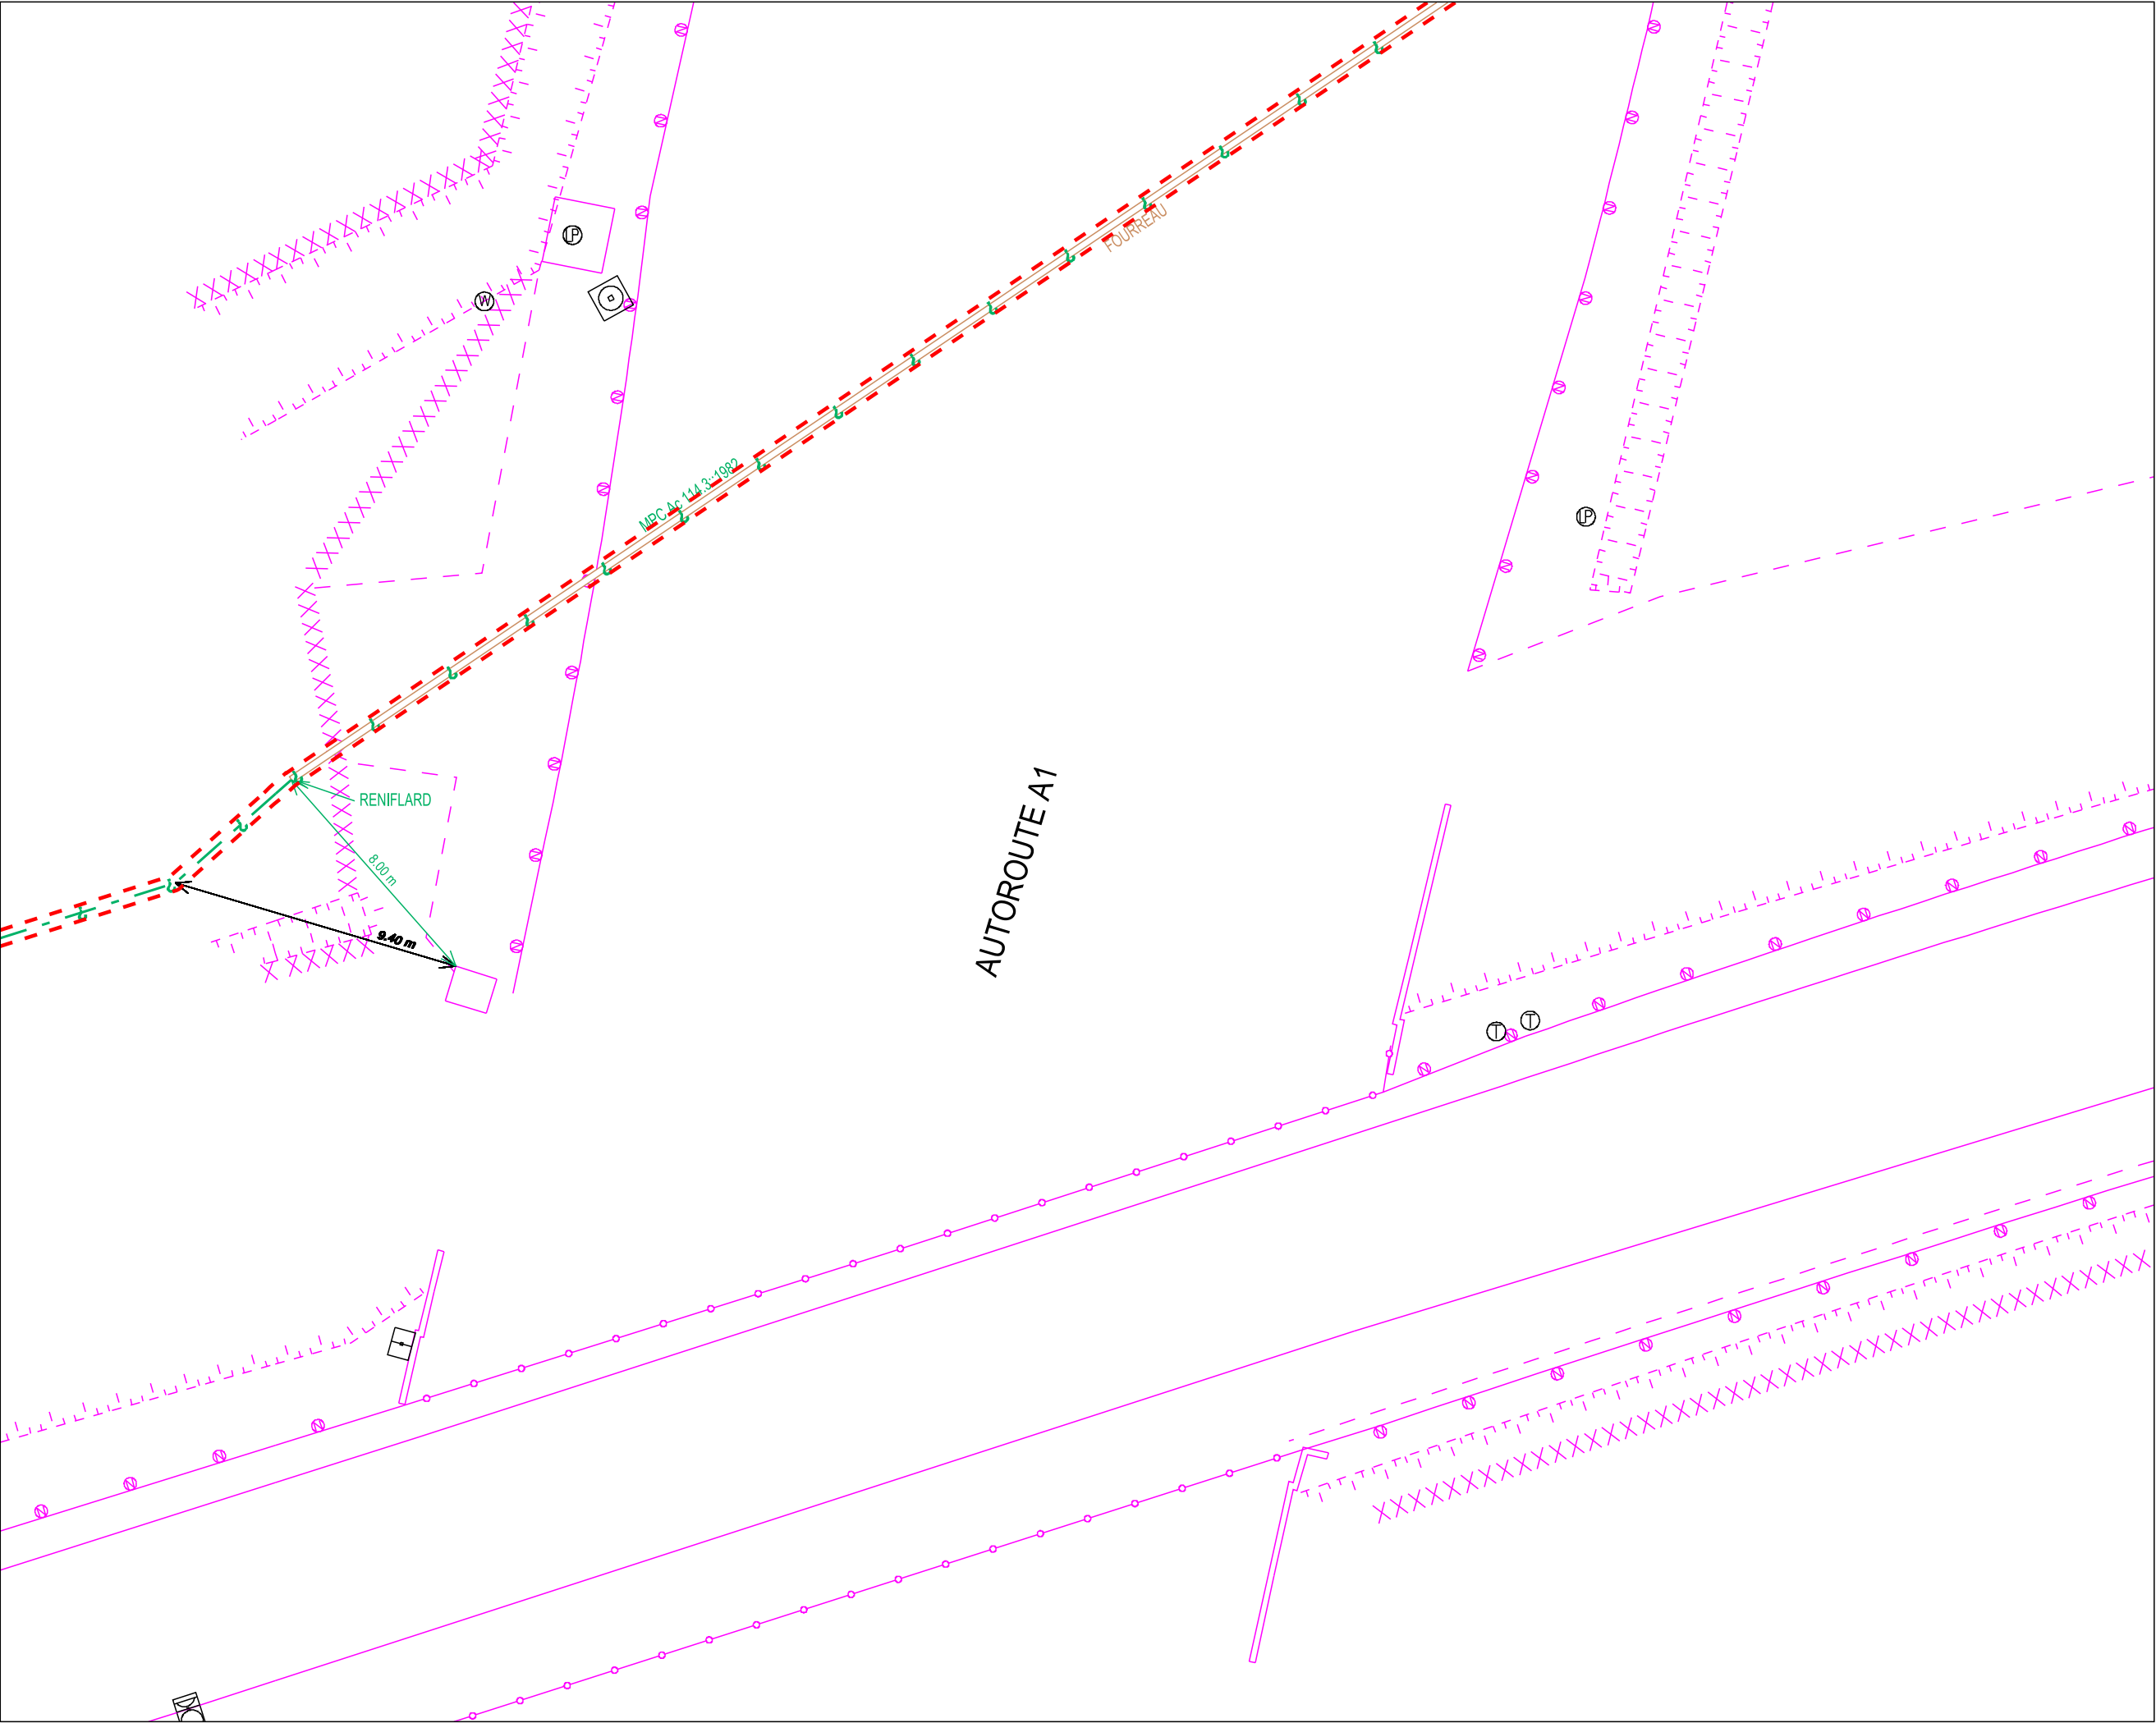 FOURREAU
MPC Ac 114.3::1982
RENIFLARD
8.00 m
9.40 m
AUTOROUTE A1
P
W
P
T
T